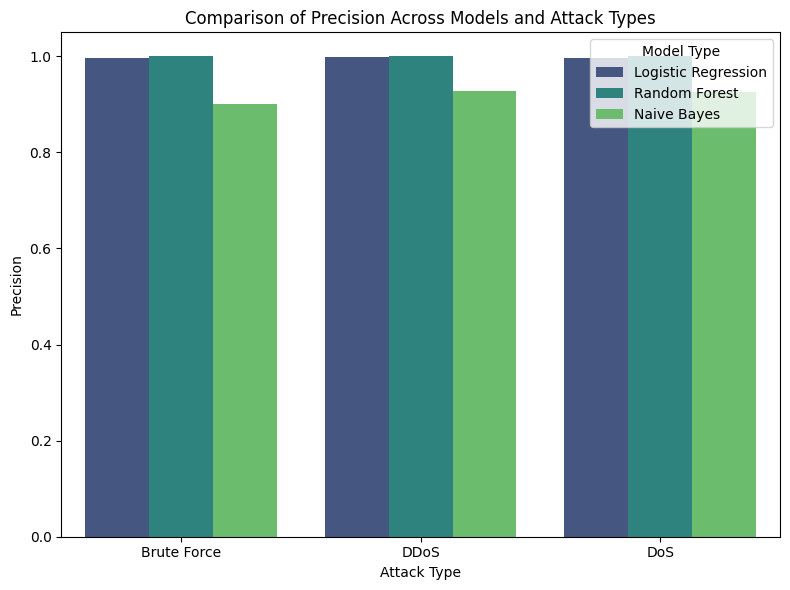 Comparison of Precision Across Models and Attack Types
Model Type
Logistic Regression
Random Forest
Naive Bayes
1.0
0.8
0.6
0.4
0.2
0.0
Precision
Brute Force
DDoS
DoS
Attack Type